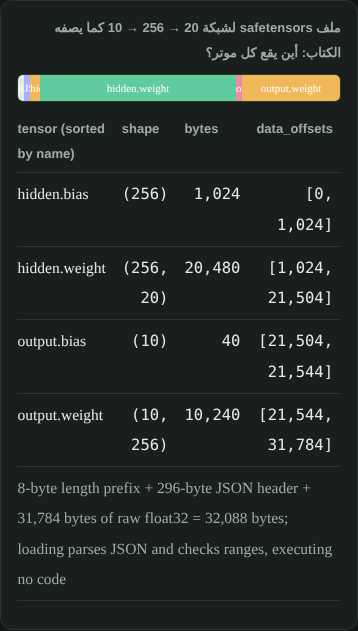 ملف safetensors لشبكة 20 → 256 → 10 كما يصفه
الكتاب: أين يقع كل موتر؟
hidden.weight output.weight
tensor (sorted by name) shape bytes data_offsets
hidden.bias (256) 1,024 [0, 1,024]
hidden.weight (256, 20) 20,480 [1,024, 21,504]
output.bias (10) 40 [21,504, 21,544]
output.weight (10, 256) 10,240 [21,544, 31,784]
8-byte length prefix + 296-byte JSON header +
31,784 bytes of raw float32 = 32,088 bytes;
loading parses JSON and checks ranges, executing
no code